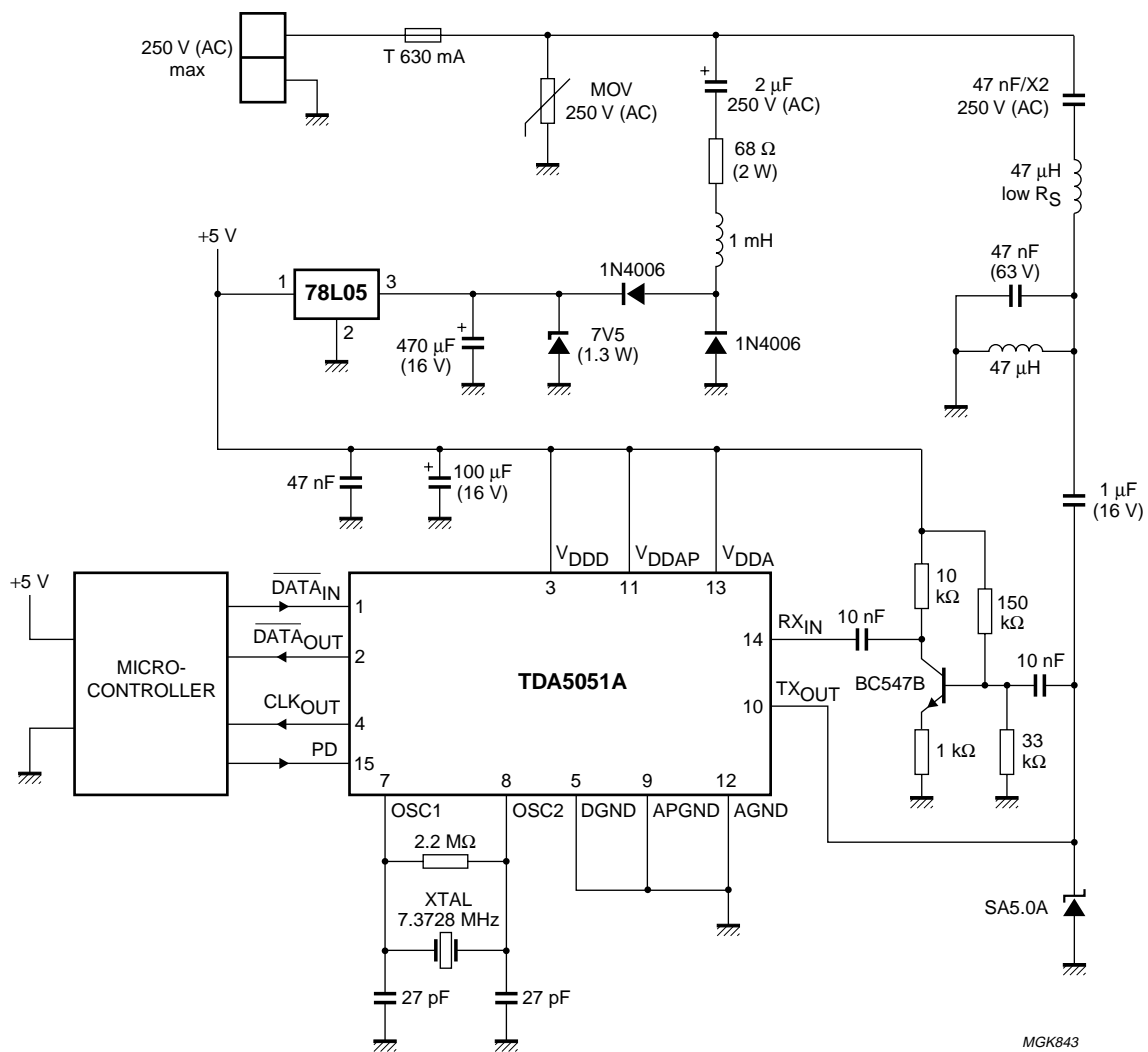 250 V (AC)
max
T 630 mA
MOV
250 V (AC)
+
2 μF
250 V (AC)
47 nF/X2
250 V (AC)
68 Ω
(2 W)
47 μH
low RS
1 mH
+5 V
47 nF
(63 V)
1
78L05
3
2
1N4006
+
470 μF
(16 V)
7V5
(1.3 W)
1N4006
47 μH
47 nF
+
100 μF
(16 V)
1 μF
(16 V)
VDDD
VDDAP
VDDA
3
11
13
+5 V
MICRO-
CONTROLLER
DATAIN
1
DATAOUT
2
CLKOUT
4
PD
15
TDA5051A
14
RXIN
10 nF
10
kΩ
150
kΩ
10 nF
BC547B
10
TXOUT
1 kΩ
33
kΩ
7
8
5
9
12
OSC1
OSC2
DGND
APGND
AGND
2.2 MΩ
XTAL
7.3728 MHz
SA5.0A
27 pF
27 pF
MGK843